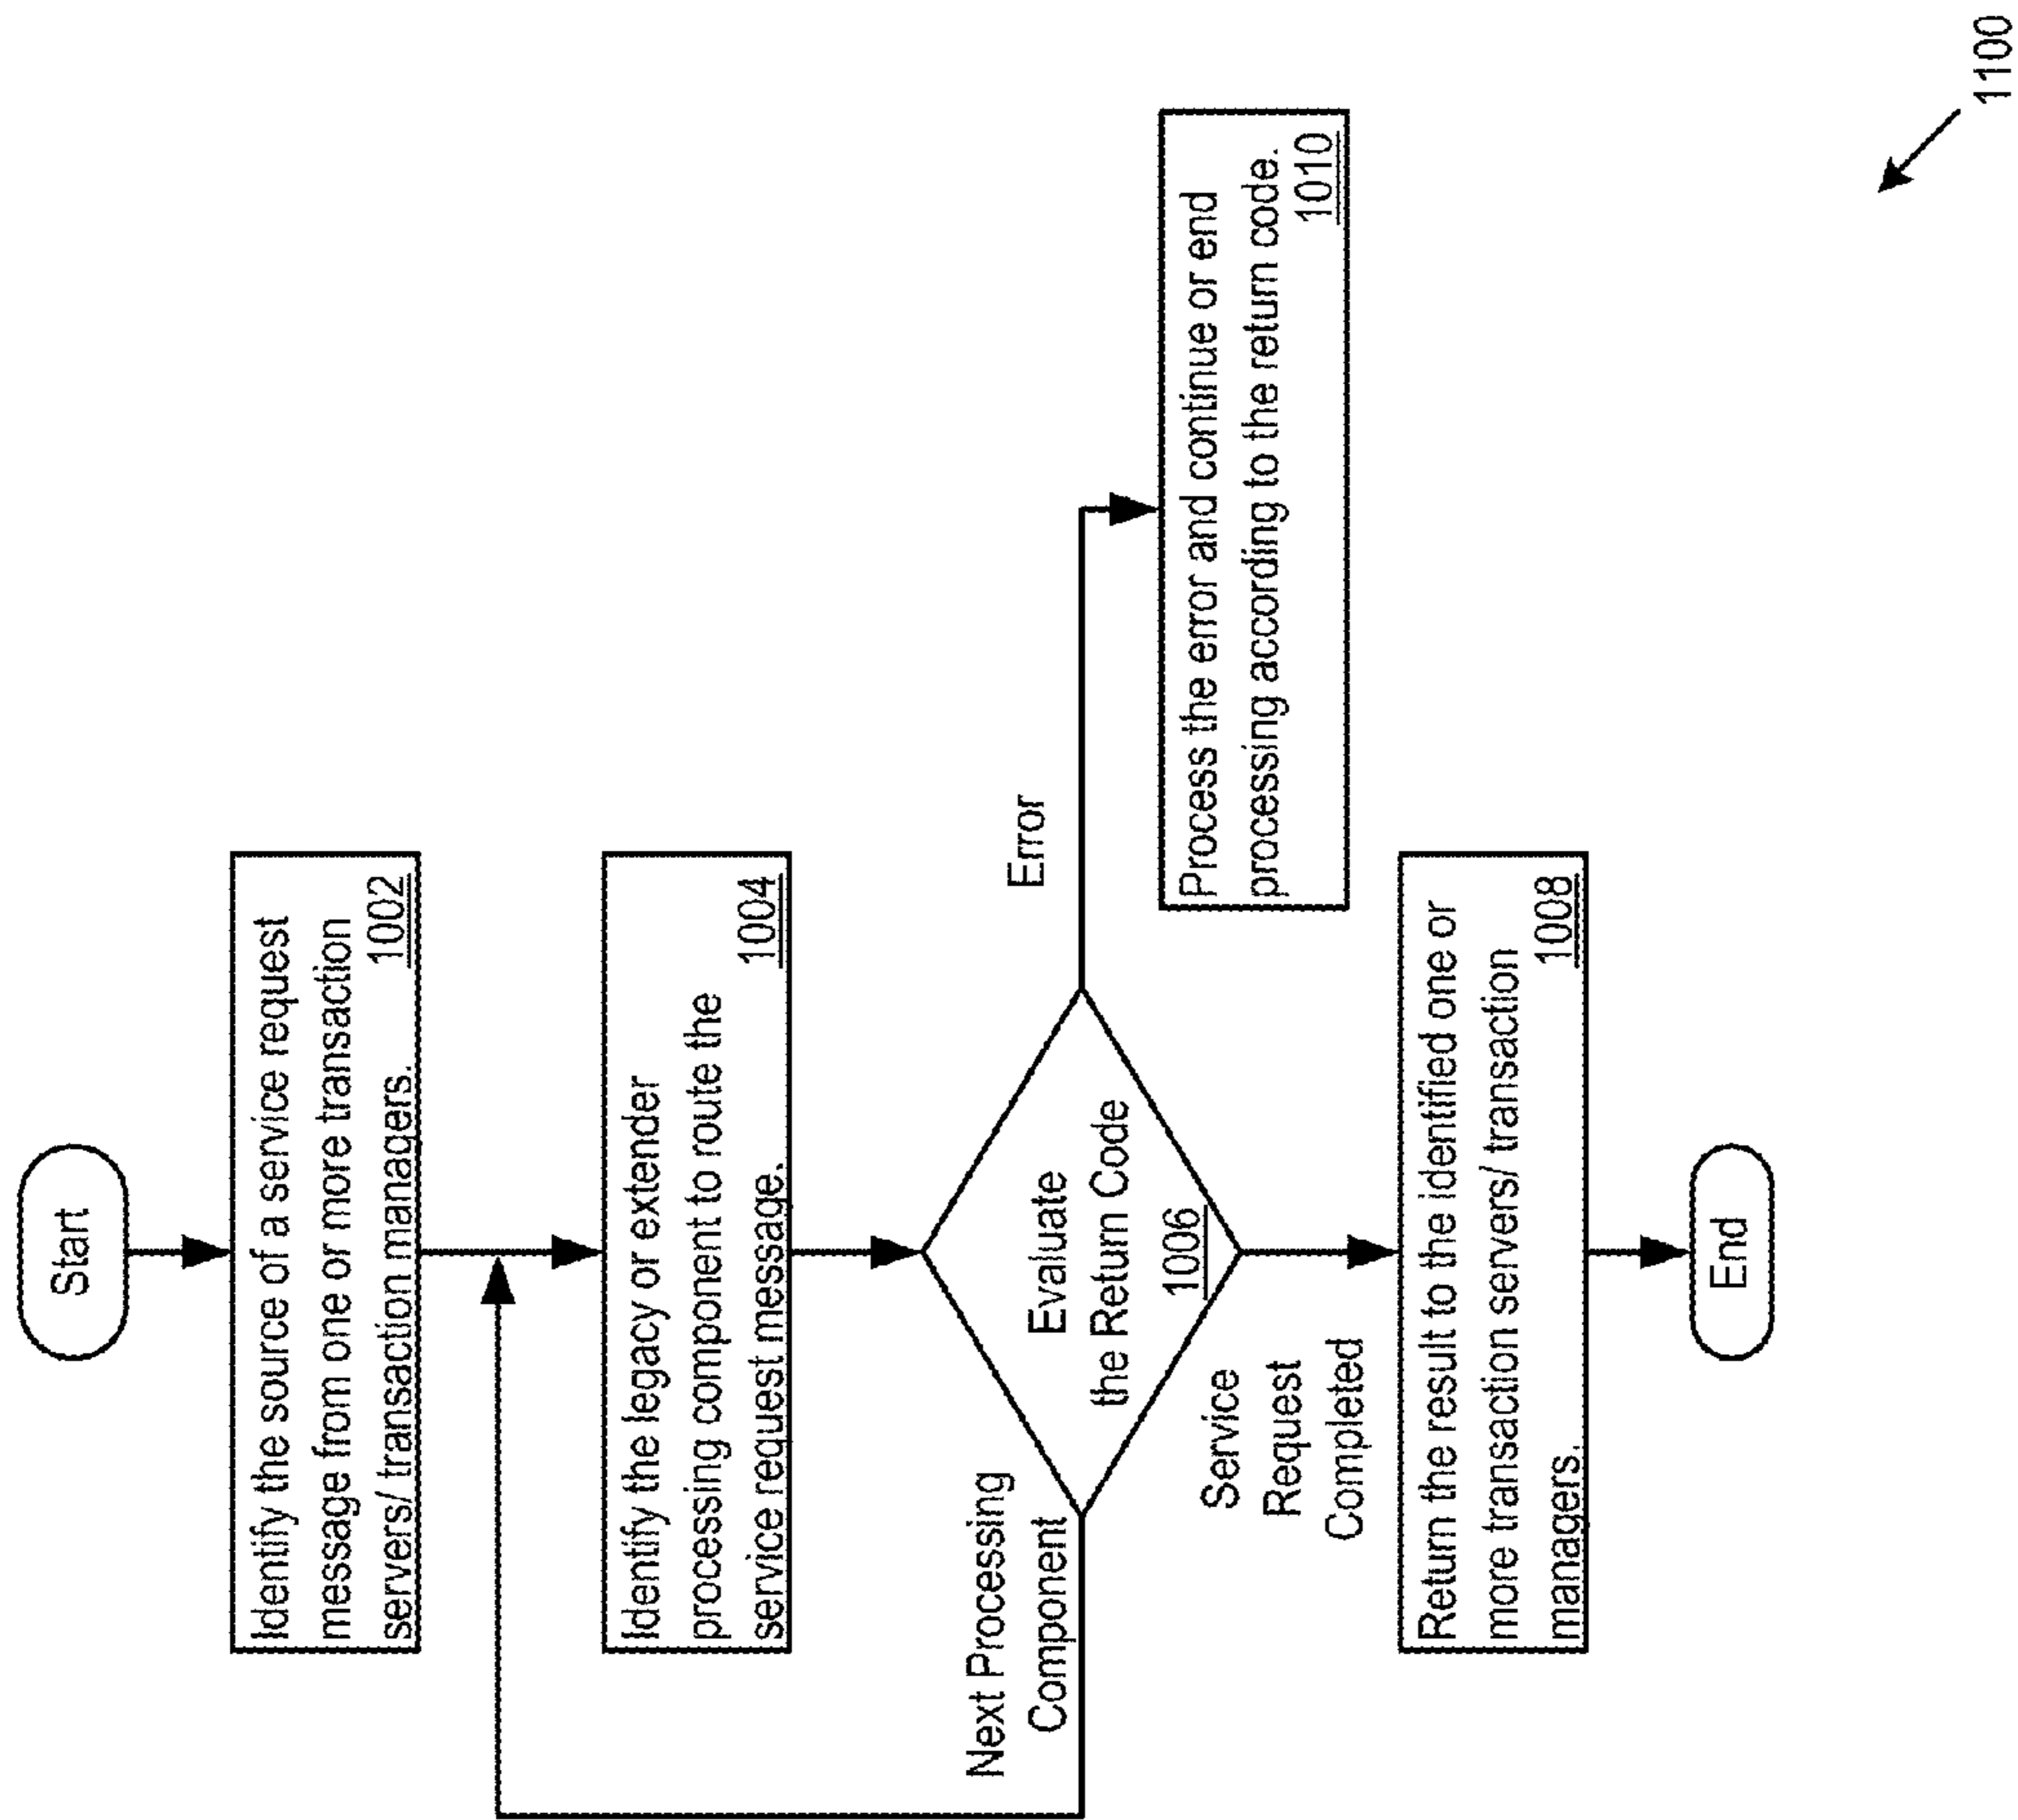 Start
Identify the source of a service request
message from one or more transaction
servers/ transaction managers.
1002
Identify the legacy or extender
processing component to route the
service request message.
1004
Next Processing
Component
Evaluate
the Return Code
1006
Error
Process the error and continue or end
processing according to the return code.
1010
Service
Request
Completed
Return the result to the identified one or
more transaction servers/ transaction
managers.
1008
End
1100